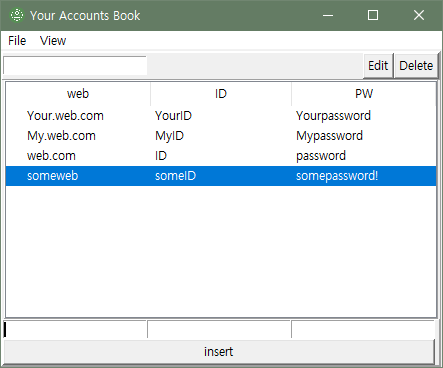 Your Accounts Book
File View
Edit Delete
web ID PW
Your.web.com YourID Yourpassword
My.web.com MyID Mypassword
web.com ID password
someweb someID somepassword!
insert